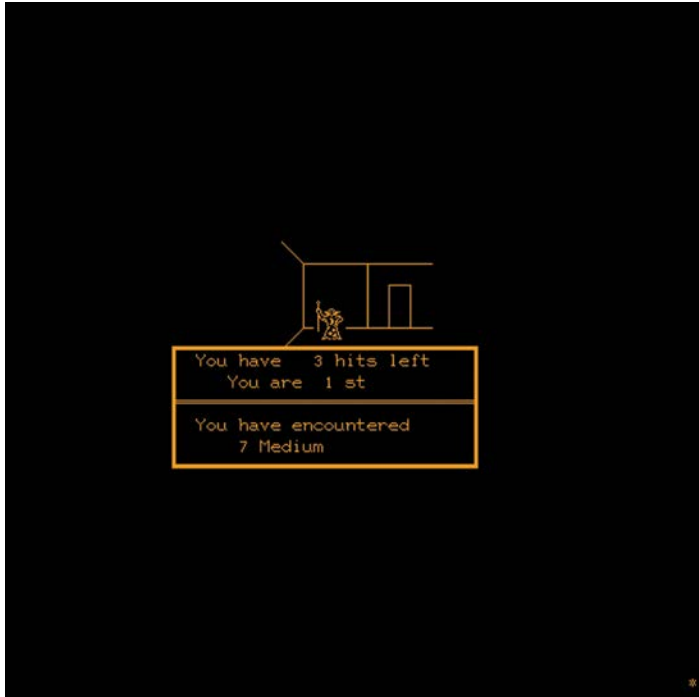 You have 3 hits left
You are 1 st
You have encountered
7 Medium
*